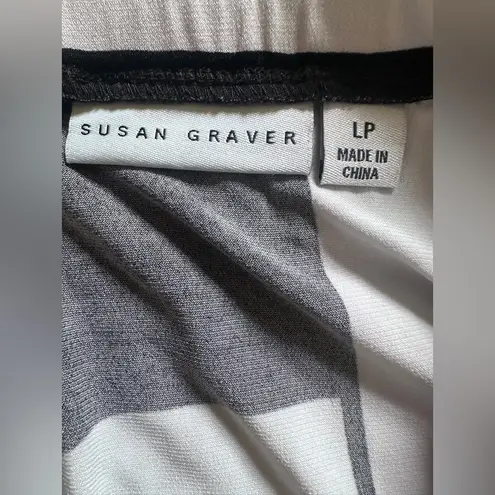 SUSAN GRAVER
LP
MADE IN
CHINA